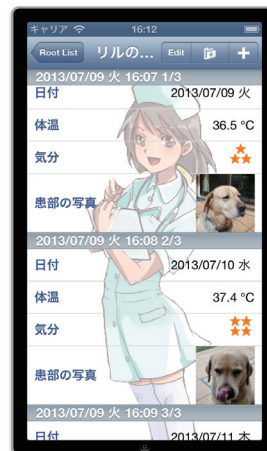 キャリア 16:12
Root List リルの... Edit
2013/07/09 火 16:07 1/3
日付 2013/07/09 火
体温 36.5 °C
気分
患部の写真
2013/07/09 火 16:08 2/3
日付 2013/07/10 水
体温 37.4 °C
気分
患部の写真
2013/07/09 火 16:09 3/3
日付 2013/07/11 木